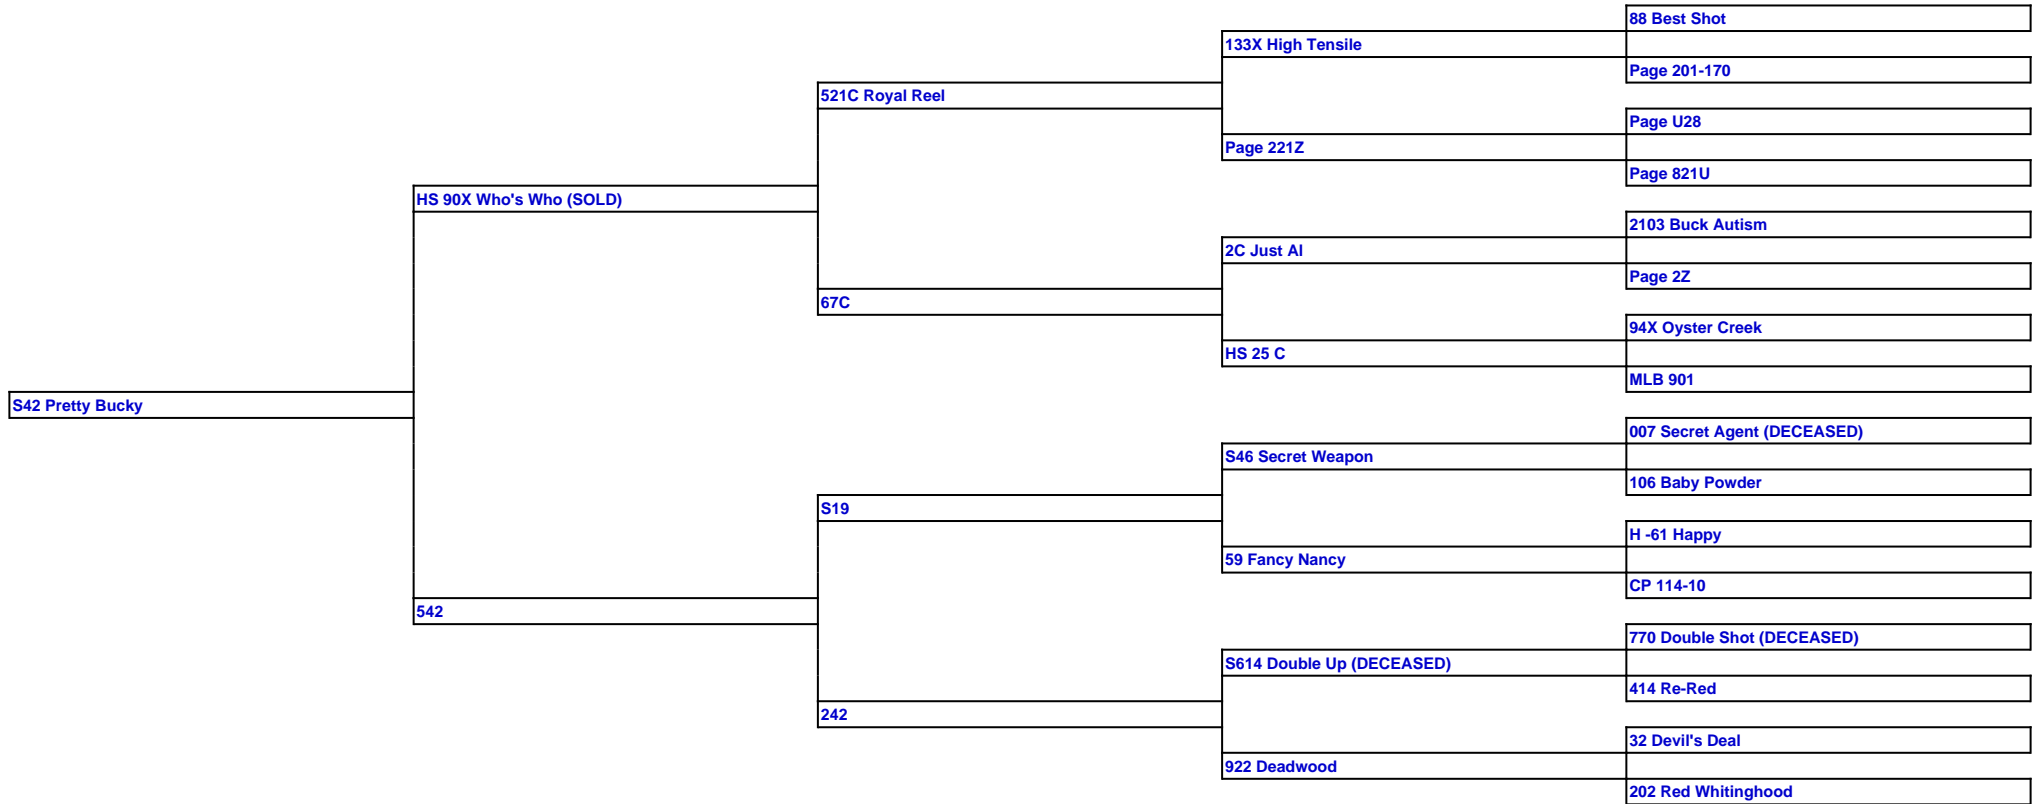 88 Best Shot
133X High Tensile
Page 201-170
521C Royal Reel
Page U28
Page 221Z
Page 821U
HS 90X Who's Who (SOLD)
2103 Buck Autism
2C Just AI
Page 2Z
67C
94X Oyster Creek
HS 25 C
MLB 901
S42 Pretty Bucky
007 Secret Agent (DECEASED)
S46 Secret Weapon
106 Baby Powder
S19
H -61 Happy
59 Fancy Nancy
CP 114-10
542
770 Double Shot (DECEASED)
S614 Double Up (DECEASED)
414 Re-Red
242
32 Devil's Deal
922 Deadwood
202 Red Whitinghood